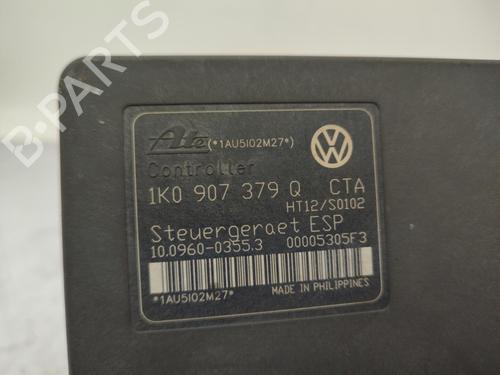 B-PARTS
Ate (*1AU5I02M27*)
Controller
1K0 907 379 Q CTA
HT12/S0102
Steuergeraet ESP
10.0960-0355.3 00005305F3
*1AU5I02M27* MADE IN PHILIPPINES